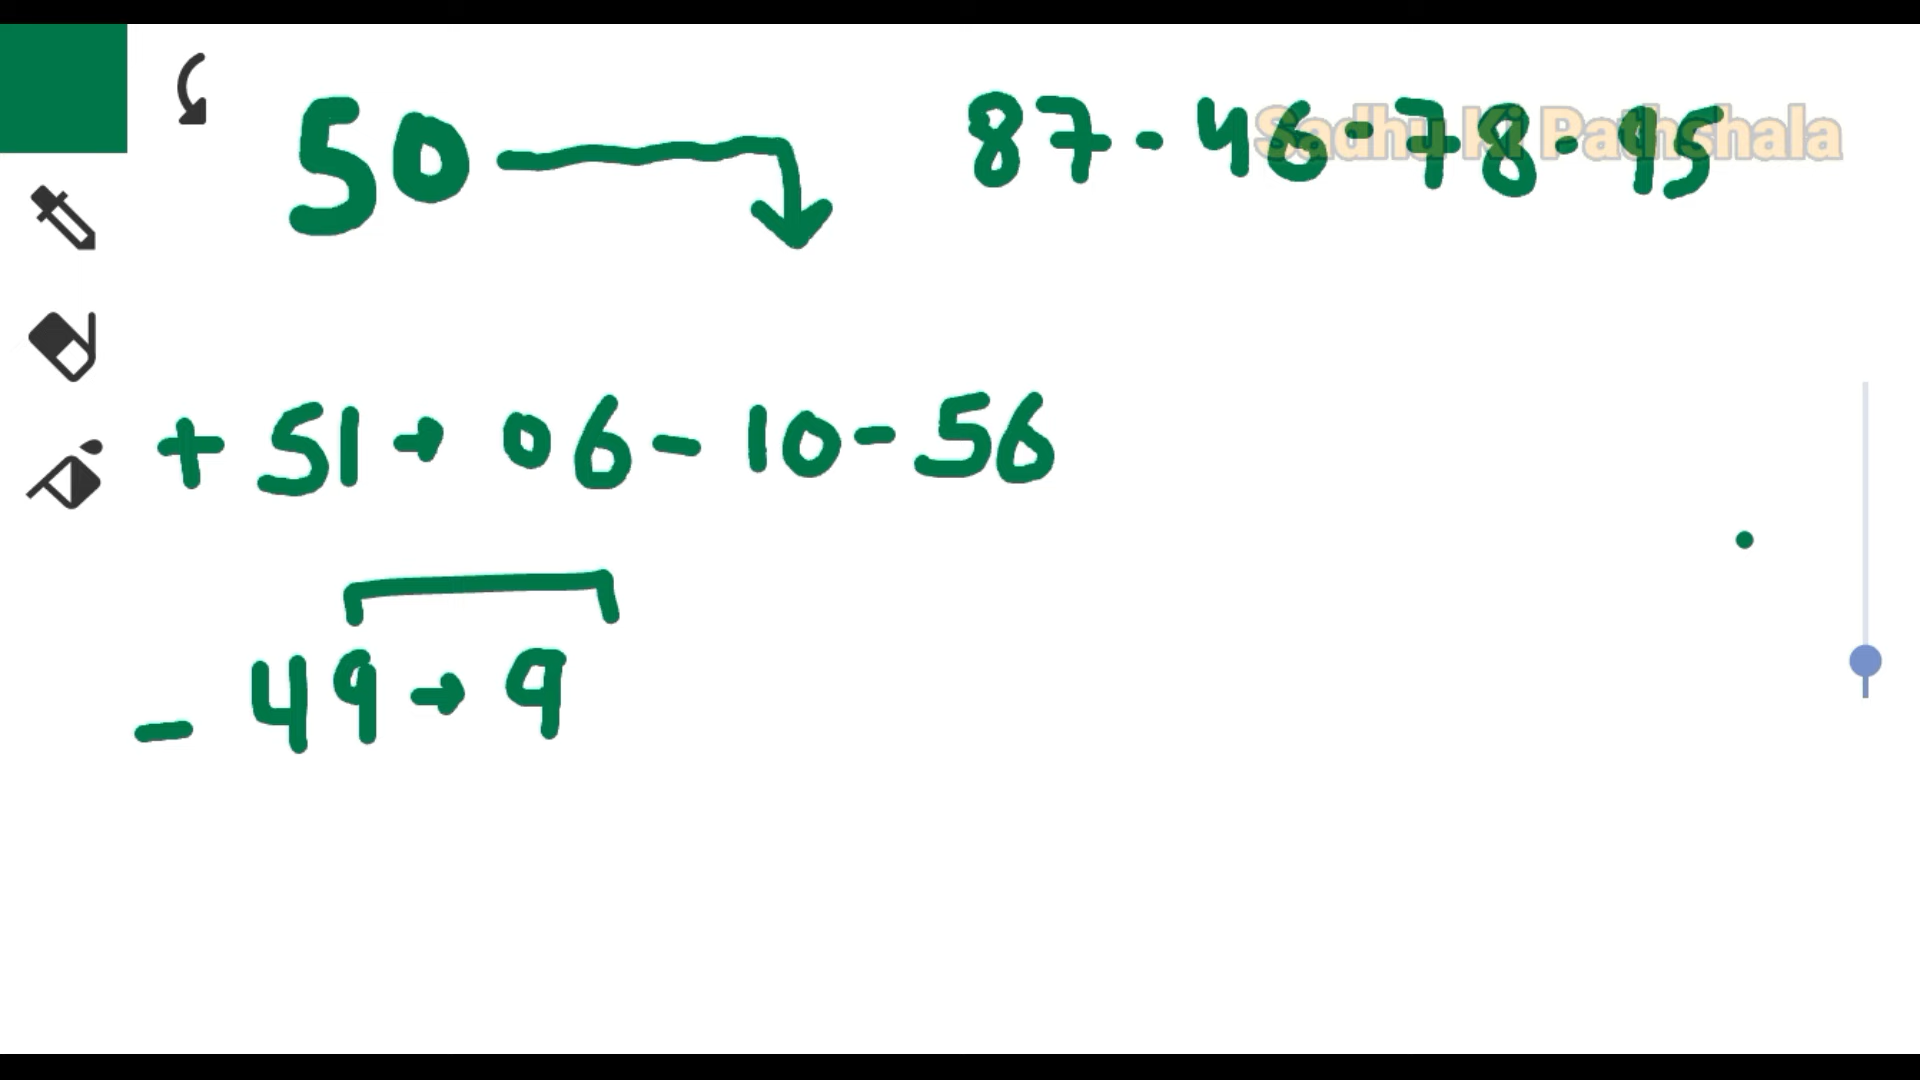 50 → 87 - 46 - 78 - 95
Sadhu Ki Pathshala
+ 51 → 06 - 10 - 56
- 49 → 9